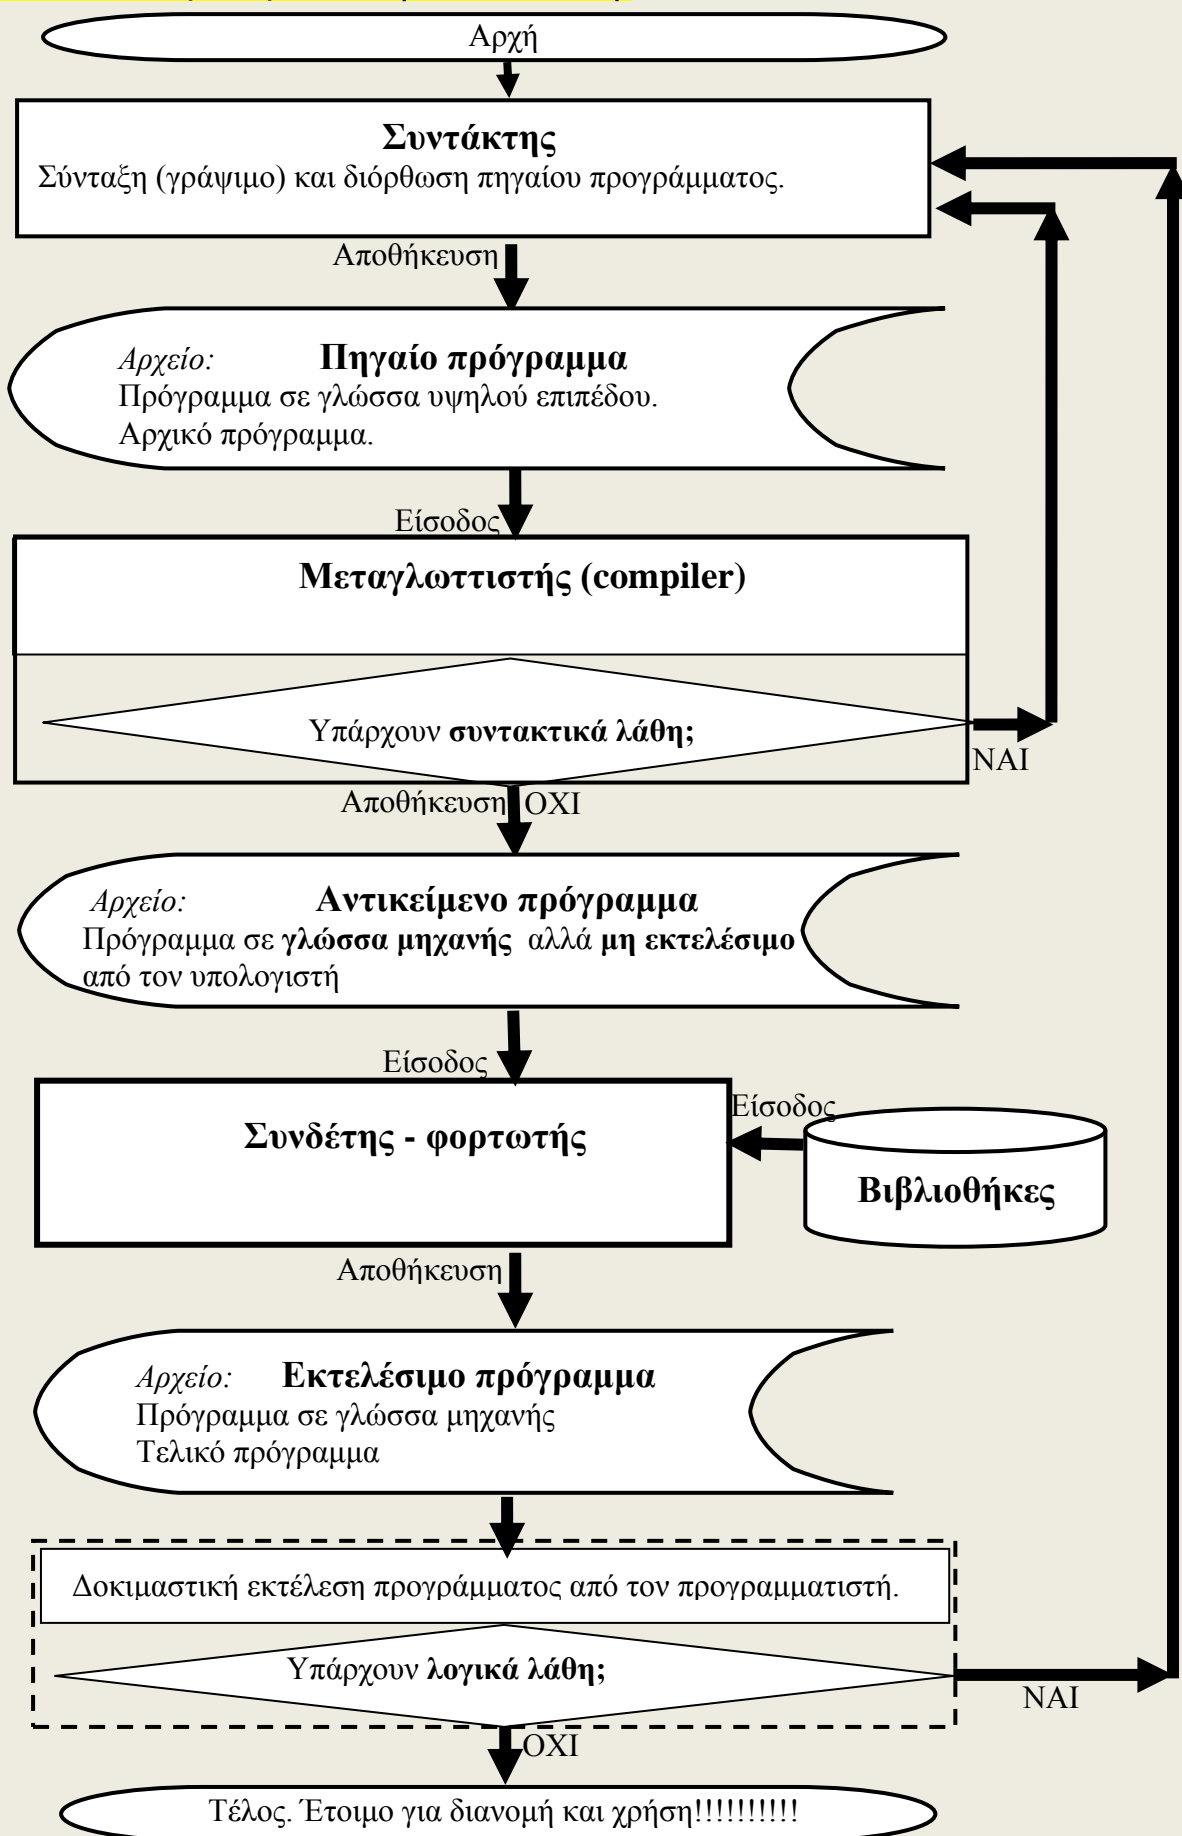 Αρχή
Συντάκτης
Σύνταξη (γράψιμο) και διόρθωση πηγαίου προγράμματος.
Αποθήκευση
Αρχείο: Πηγαίο πρόγραμμα
Πρόγραμμα σε γλώσσα υψηλού επιπέδου.
Αρχικό πρόγραμμα.
Είσοδος
Μεταγλωττιστής (compiler)
Υπάρχουν συντακτικά λάθη;
ΝΑΙ
Αποθήκευση ΟΧΙ
Αρχείο: Αντικείμενο πρόγραμμα
Πρόγραμμα σε γλώσσα μηχανής αλλά μη εκτελέσιμο
από τον υπολογιστή
Είσοδος
Συνδέτης - φορτωτής
Είσοδος
Βιβλιοθήκες
Αποθήκευση
Αρχείο: Εκτελέσιμο πρόγραμμα
Πρόγραμμα σε γλώσσα μηχανής
Τελικό πρόγραμμα
Δοκιμαστική εκτέλεση προγράμματος από τον προγραμματιστή.
Υπάρχουν λογικά λάθη;
ΝΑΙ
ΟΧΙ
Τέλος. Έτοιμο για διανομή και χρήση!!!!!!!!!!